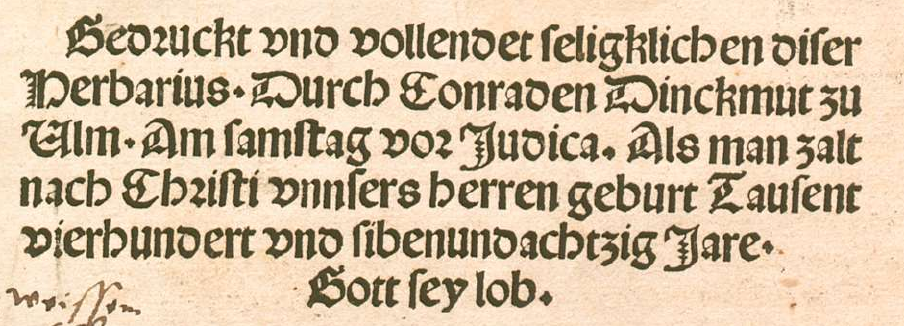 Gedruckt vnd vollendet seligklichen diser
Herbarius. Durch Conraden Dinckmut zu
Ulm. Am samstag vor Judica. Als man zalt
nach Christi vnnsers herren geburt Tausent
vierhundert vnd sibenundachtzig Jare.
Gott sey lob.
weissen